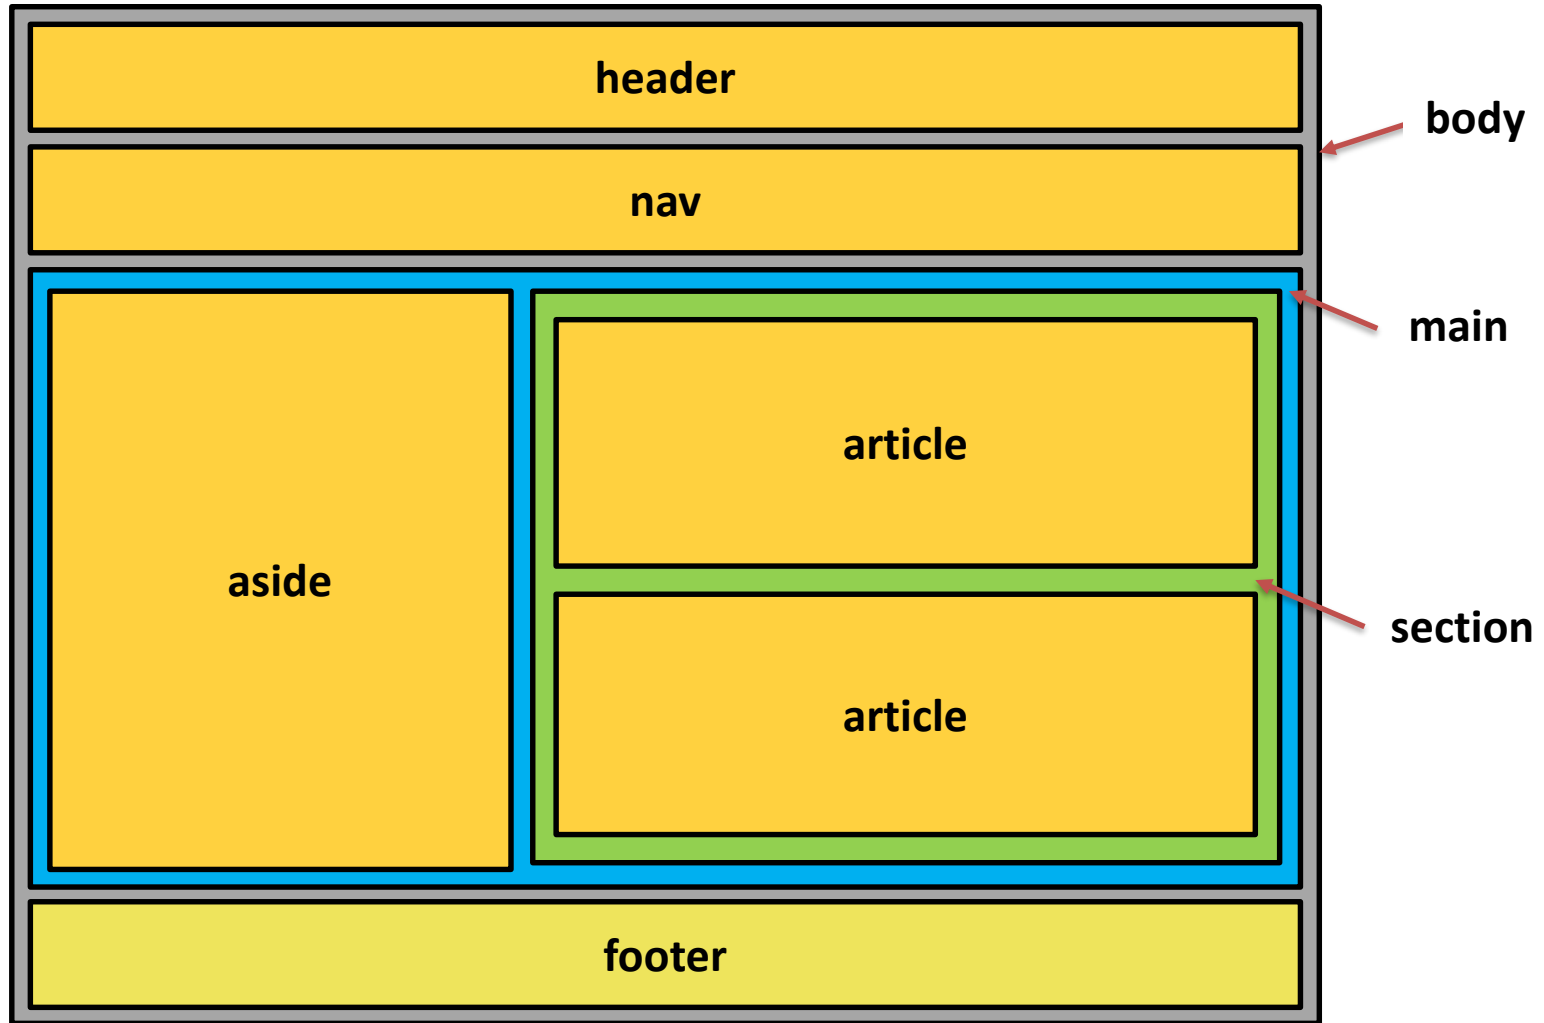 header
body
nav
main
article
aside
section
article
footer